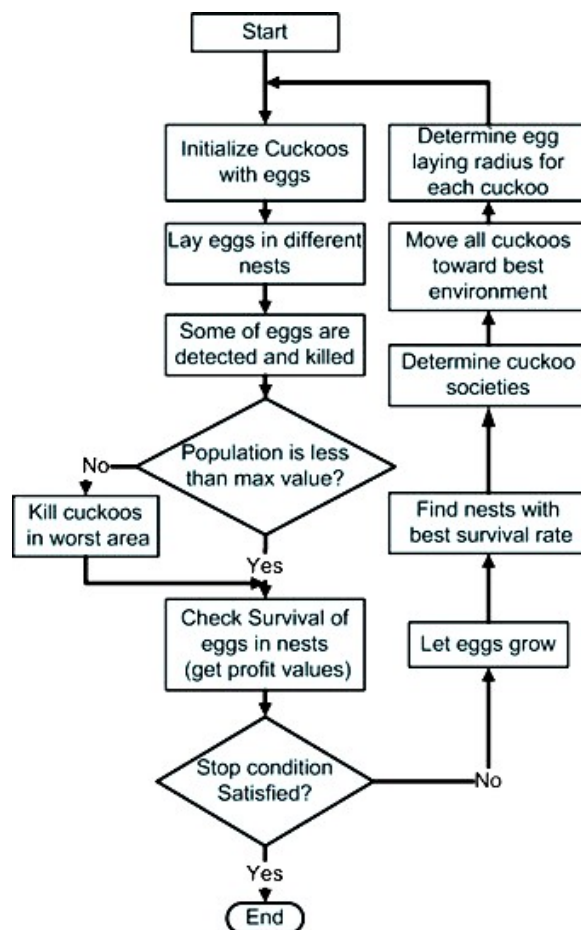 Start
Initialize Cuckoos
with eggs
Lay eggs in different
nests
Some of eggs are
detected and killed
Population is less
than max value?
No
Kill cuckoos
in worst area
Yes
Check Survival of
eggs in nests
(get profit values)
Stop condition
Satisfied?
Yes
End
No
Let eggs grow
Find nests with
best survival rate
Determine cuckoo
societies
Move all cuckoos
toward best
environment
Determine egg
laying radius for
each cuckoo